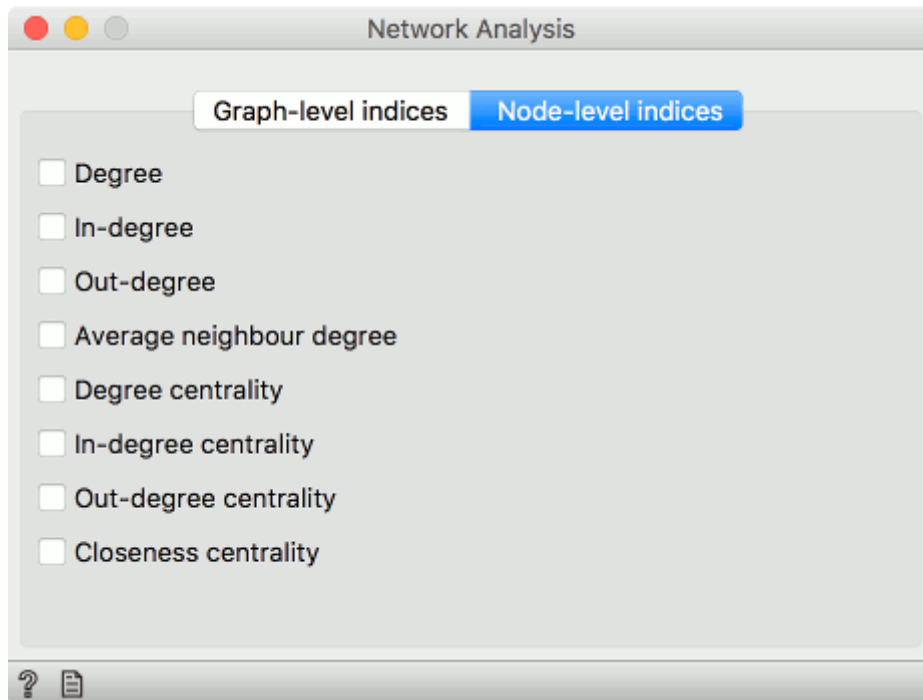 Network Analysis
Graph-level indices Node-level indices
Degree
In-degree
Out-degree
Average neighbour degree
Degree centrality
In-degree centrality
Out-degree centrality
Closeness centrality
?